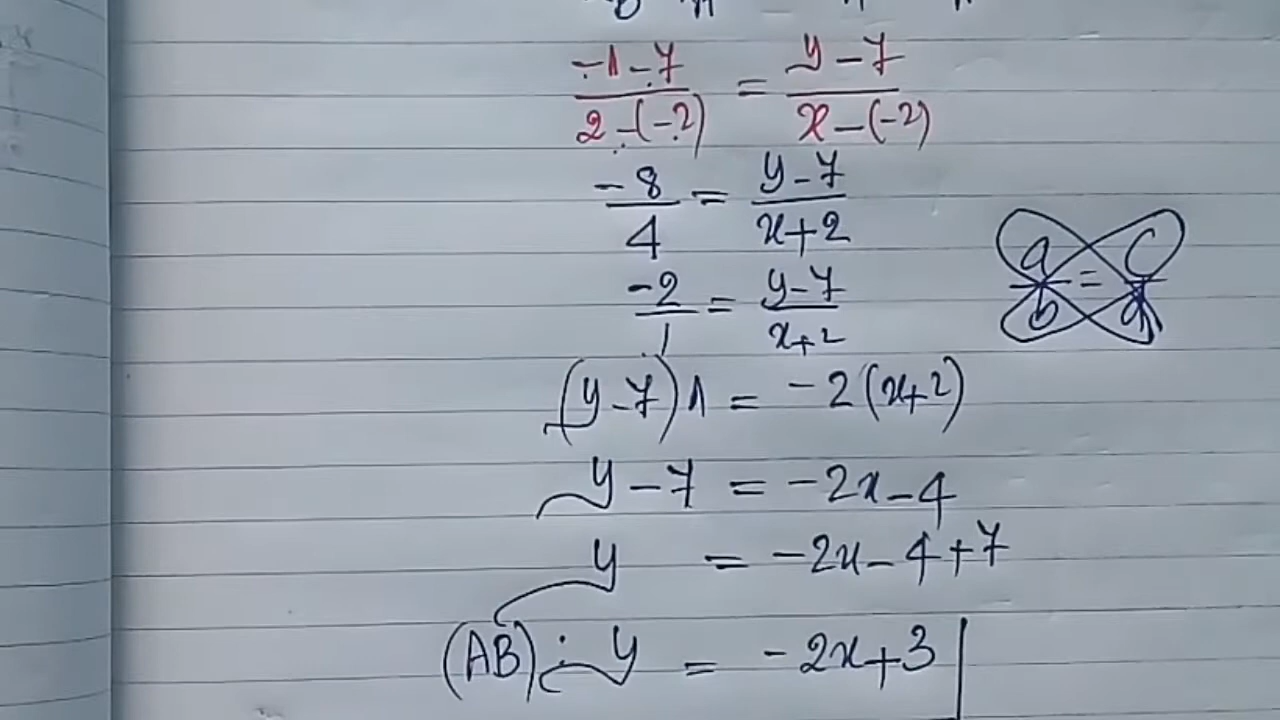 -1-7 / 2-(-2) = y-7 / x-(-2)
-8/4 = y-7 / x+2
-2/1 = y-7 / x+2
a/b = c/d
(y-7)1 = -2(x+2)
y-7 = -2x-4
y = -2x-4+7
(AB): y = -2x+3